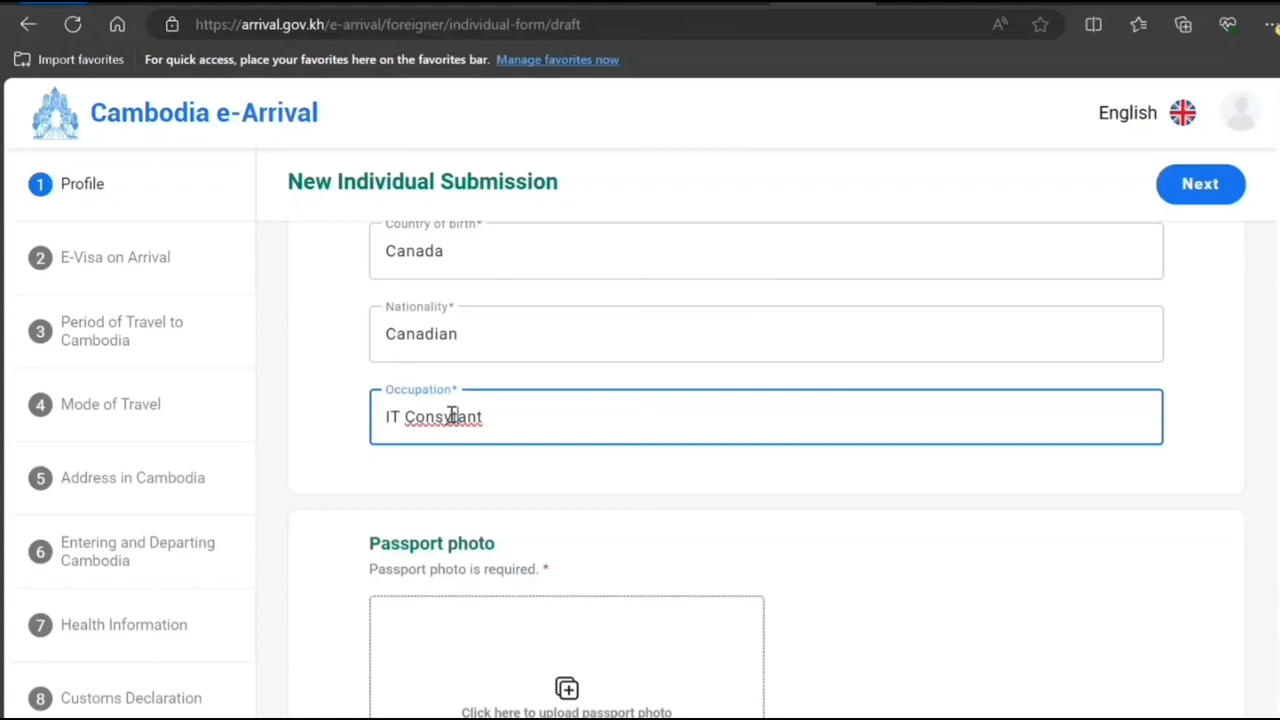 https://arrival.gov.kh/e-arrival/foreigner/individual-form/draft
Import favorites
For quick access, place your favorites here on the favorites bar. Manage favorites now
Cambodia e-Arrival
English
1 Profile
New Individual Submission
Next
2 E-Visa on Arrival
3 Period of Travel to
Cambodia
4 Mode of Travel
5 Address in Cambodia
6 Entering and Departing
Cambodia
7 Health Information
8 Customs Declaration
Country of birth*
Canada
Nationality*
Canadian
Occupation*
IT
Passport photo
Passport photo is required. *
Click here to upload passport photo